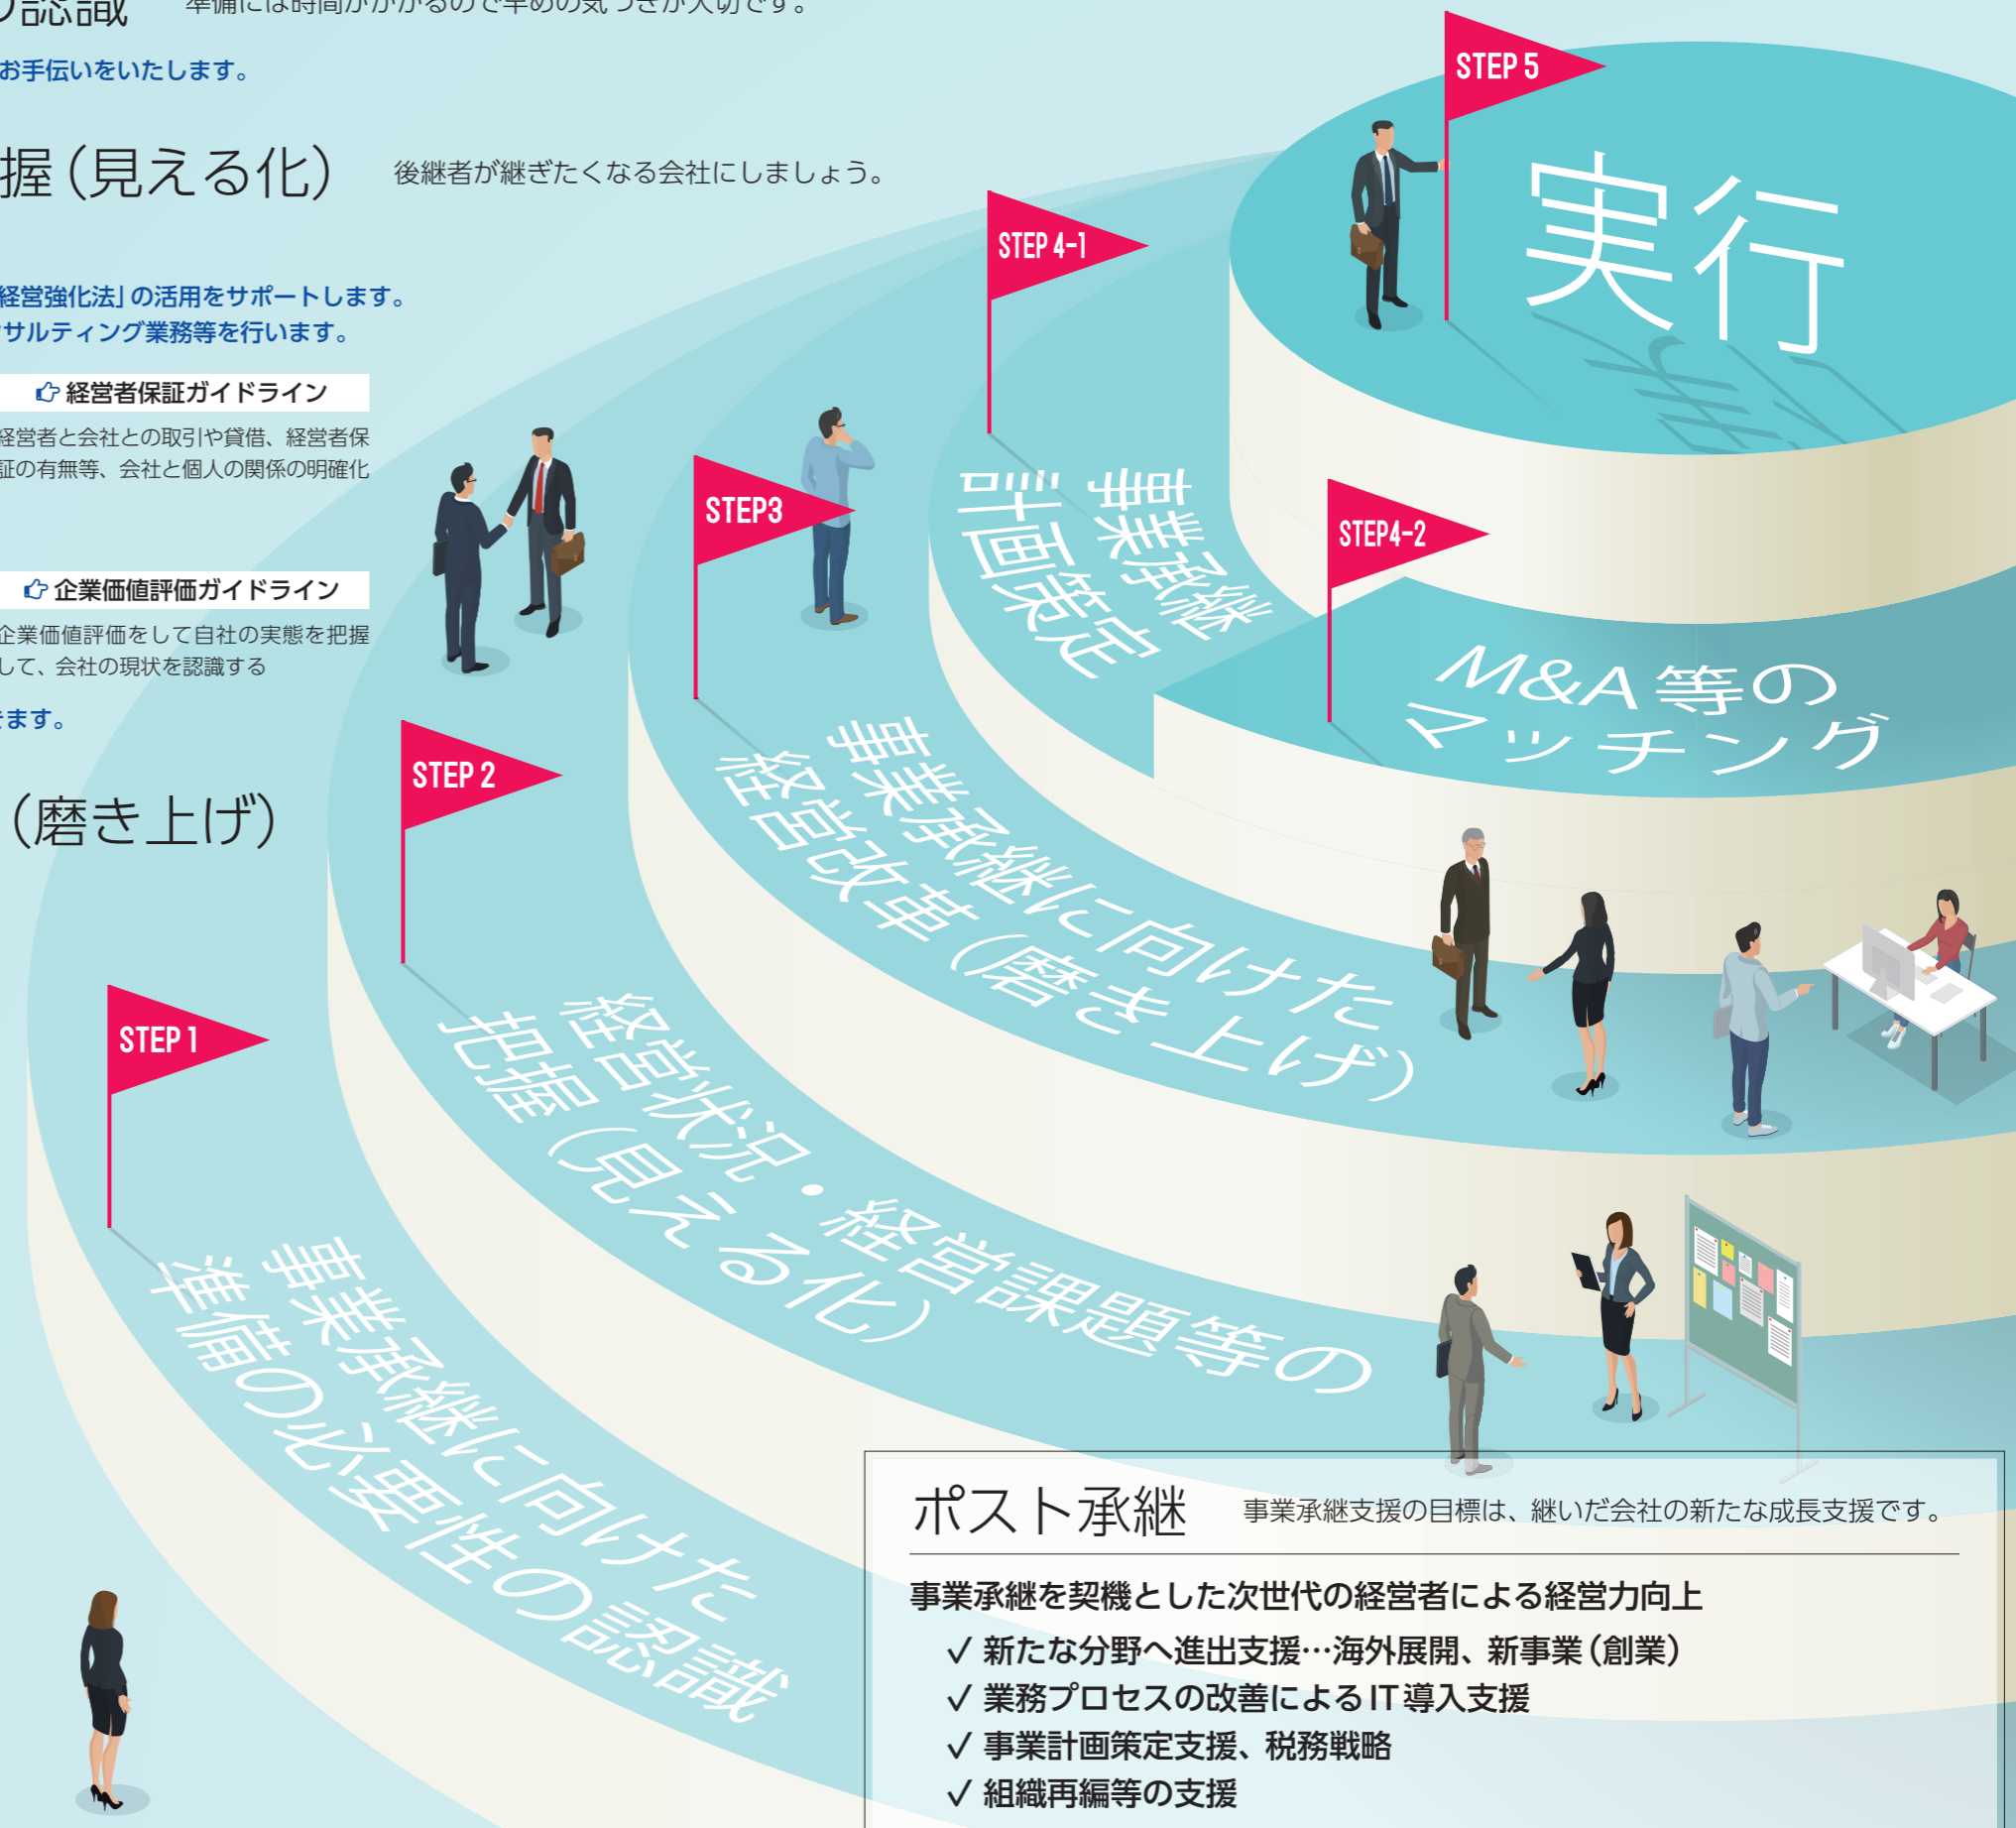 の認識 準備には時間がかかるので早めの気づきが大切です。
お手伝いをいたします。
握(見える化) 後継者が継ぎたくなる会社にしましょう。
経営強化法」の活用をサポートします。
サルティング業務等を行います。
経営者保証ガイドライン
経営者と会社との取引や貸借、経営者保
証の有無等、会社と個人の関係の明確化
企業価値評価ガイドライン
企業価値評価をして自社の実態を把握
して、会社の現状を認識する
きます。
(磨き上げ)
STEP 5
実行
STEP 4-1
事業承継
計画策定
STEP4-2
M&A 等の
マッチング
STEP3
事業承継に向けた
経営改革(磨き上げ)
STEP 2
経営状況・経営課題等の
把握(見える化)
STEP 1
事業承継に向けた
準備の必要性の認識
ポスト承継 事業承継支援の目標は、継いだ会社の新たな成長支援です。
事業承継を契機とした次世代の経営者による経営力向上
✓ 新たな分野へ進出支援…海外展開、新事業(創業)
✓ 業務プロセスの改善によるIT導入支援
✓ 事業計画策定支援、税務戦略
✓ 組織再編等の支援